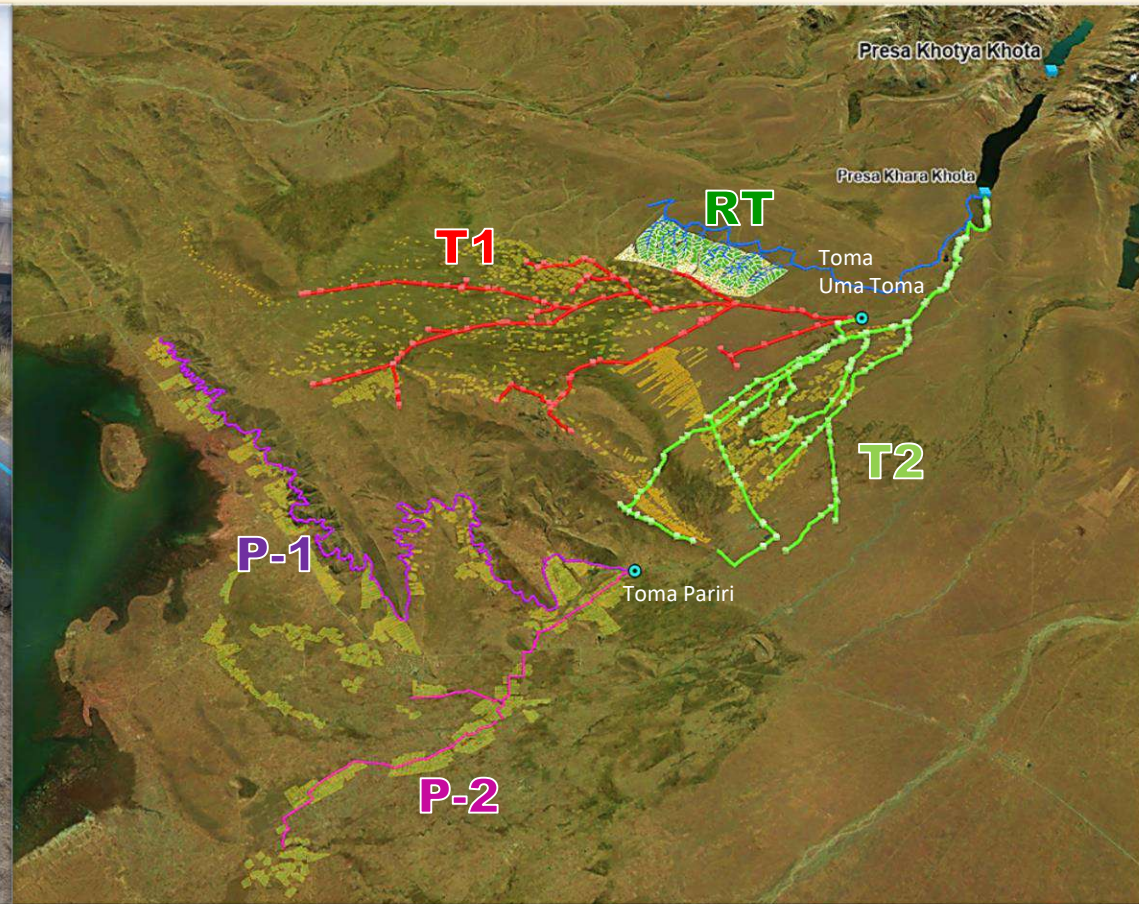 Presa Khotya Khota
Presa Khara Khota
RT
T1
Toma
Uma Toma
T2
P-1
Toma Pariri
P-2